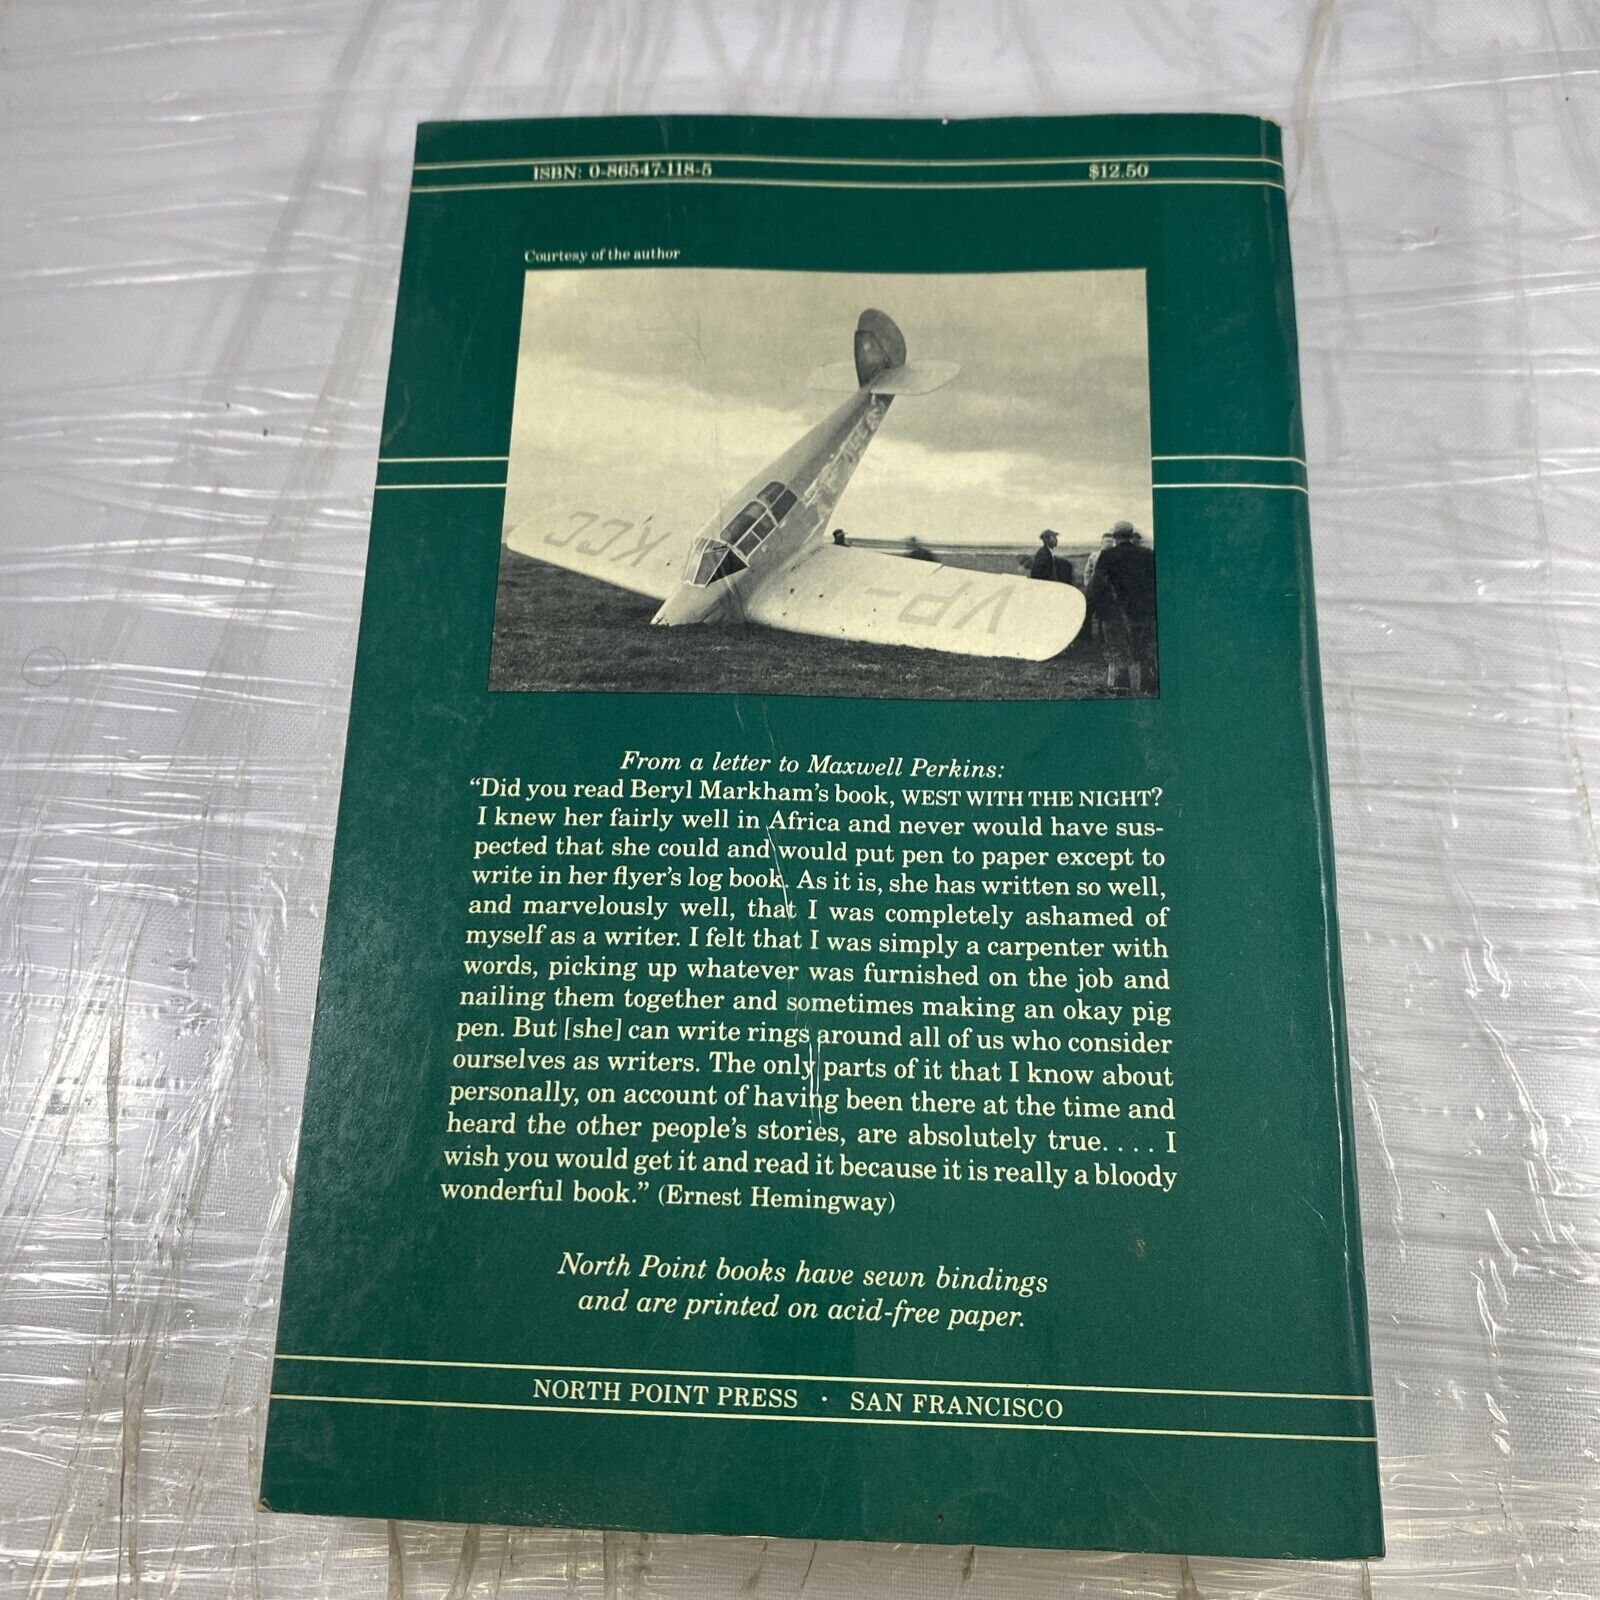 ISBN: 0-86547-118-5
$12.50
Courtesy of the author
KCC
VP-
From a letter to Maxwell Perkins:
“Did you read Beryl Markham’s book, WEST WITH THE NIGHT?
I knew her fairly well in Africa and never would have sus-
pected that she could and would put pen to paper except to
write in her flyer’s log book. As it is, she has written so well,
and marvelously well, that I was completely ashamed of
myself as a writer. I felt that I was simply a carpenter with
words, picking up whatever was furnished on the job and
nailing them together and sometimes making an okay pig
pen. But [she] can write rings around all of us who consider
ourselves as writers. The only parts of it that I know about
personally, on account of having been there at the time and
heard the other people’s stories, are absolutely true. . . . I
wish you would get it and read it because it is really a bloody
wonderful book.” (Ernest Hemingway)
North Point books have sewn bindings
and are printed on acid-free paper.
NORTH POINT PRESS · SAN FRANCISCO